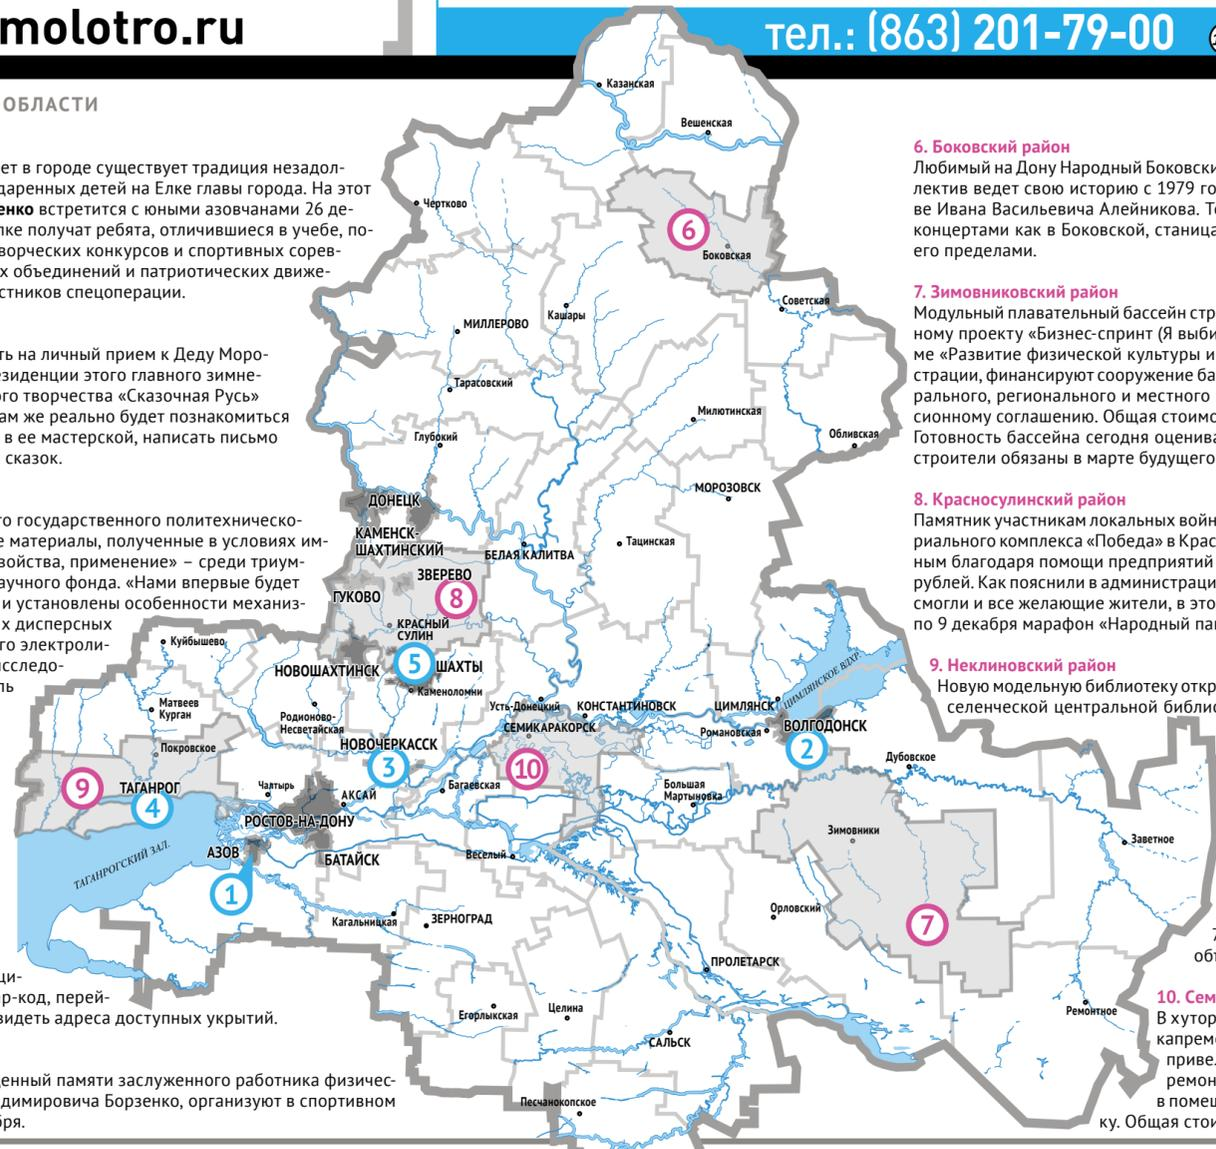 molotro.ru
тел.: (863) 201-79-00
ОБЛАСТИ
ет в городе существует традиция незадол-
даренных детей на Елке главы города. На этот
енко встретится с юными азовчанами 26 де-
лке получат ребята, отличившиеся в учебе, по-
ворческих конкурсов и спортивных сорев-
х объединений и патриотических движе-
стников спецоперации.
ть на личный прием к Деду Моро-
езиденции этого главного зимне-
ого творчества «Сказочная Русь»
ам же реально будет познакомиться
в ее мастерской, написать письмо
сказок.
го государственного политехническо-
е материалы, полученные в условиях им-
войства, применение» – среди триум-
аучного фонда. «Нами впервые будет
и установлены особенности механиз-
х дисперсных
го электроли-
исследо-
ль
ци-
ар-код, перей-
видеть адреса доступных укрытий.
ценный памяти заслуженного работника физичес-
димировича Борзенко, организуют в спортивном
бря.
Казанская
Вешенская
Чертково
6
Боковская
Советская
Кашары
МИЛЛЕРОВО
Тарасовский
Милютинская
Глубокий
Обливская
МОРОЗОВСК
ДОНЕЦК
КАМЕНСК-
ШАХТИНСКИЙ
Тацинская
БЕЛАЯ КАЛИТВА
ЗВЕРЕВО
ГУКОВО
8
КРАСНЫЙ
СУЛИН
Куйбышево
НОВОШАХТИНСК
5
ШАХТЫ
Каменоломни
ЦИМЛЯНСКОЕ ВДХР.
Матвеев
Курган
Родионово-
Несветайская
Усть-Донецкий
КОНСТАНТИНОВСК
ЦИМЛЯНСК
СЕМИКАРАКОРСК
Романовская
ВОЛГОДОНСК
Покровское
НОВОЧЕРКАССК
2
3
10
Дубовское
9
ТАГАНРОГ
4
Чалтырь
АКСАЙ
Багаевская
Большая
Мартыновка
РОСТОВ-НА-ДОНУ
Зимовники
Заветное
ТАГАНРОГСКИЙ ЗАЛ.
АЗОВ
БАТАЙСК
Веселый
1
Кагальницкая
ЗЕРНОГРАД
Орловский
7
ПРОЛЕТАРСК
Егорлыкская
Целина
Ремонтное
САЛЬСК
Песчанокопское
6. Боковский район
Любимый на Дону Народный Боковски
лектив ведет свою историю с 1979 го
ве Ивана Васильевича Алейникова. Т
концертами как в Боковской, станица
его пределами.
7. Зимовниковский район
Модульный плавательный бассейн стр
ному проекту «Бизнес-спринт (Я выби
ме «Развитие физической культуры и
страции, финансируют сооружение ба
рального, регионального и местного
сионному соглашению. Общая стоимо
Готовность бассейна сегодня оценива
строители обязаны в марте будущего
8. Красносулинский район
Памятник участникам локальных войн
риального комплекса «Победа» в Крас
ным благодаря помощи предприятий
рублей. Как пояснили в администраци
смогли и все желающие жители, в это
по 9 декабря марафон «Народный пам
9. Неклиновский район
Новую модельную библиотеку откр
селенческой центральной библио
объ
10. Сем
В хутор
капремо
привел
ремон
в помещ
ку. Общая стои